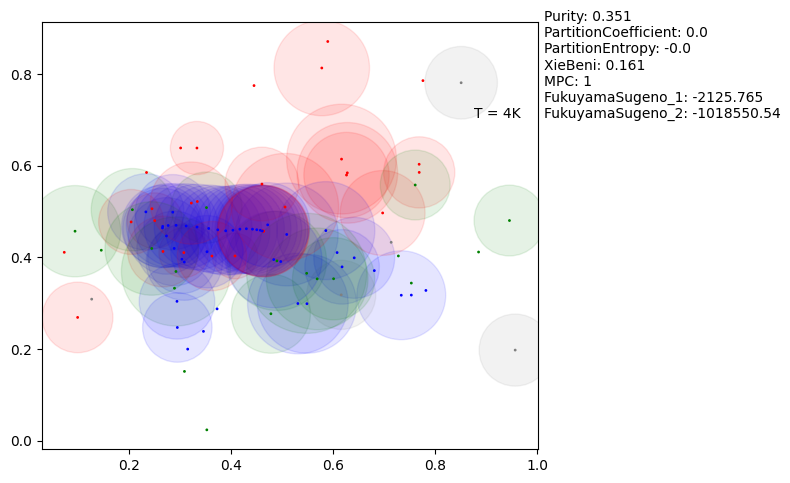 Purity: 0.351
PartitionCoefficient: 0.0
PartitionEntropy: -0.0
XieBeni: 0.161
MPC: 1
FukuyamaSugeno_1: -2125.765
FukuyamaSugeno_2: -1018550.54
T = 4K
0.8
0.6
0.4
0.2
0.0
0.2
0.4
0.6
0.8
1.0